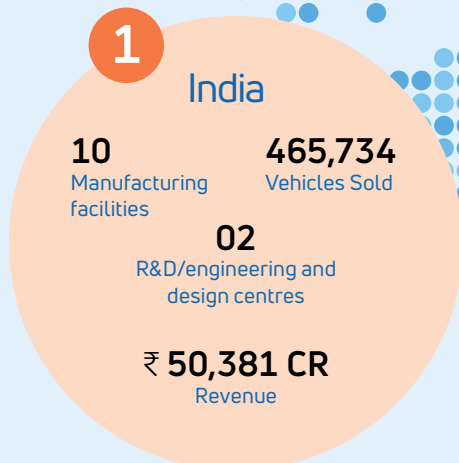 1
India
10
Manufacturing
facilities
465,734
Vehicles Sold
02
R&D/engineering and
design centres
₹ 50,381 CR
Revenue